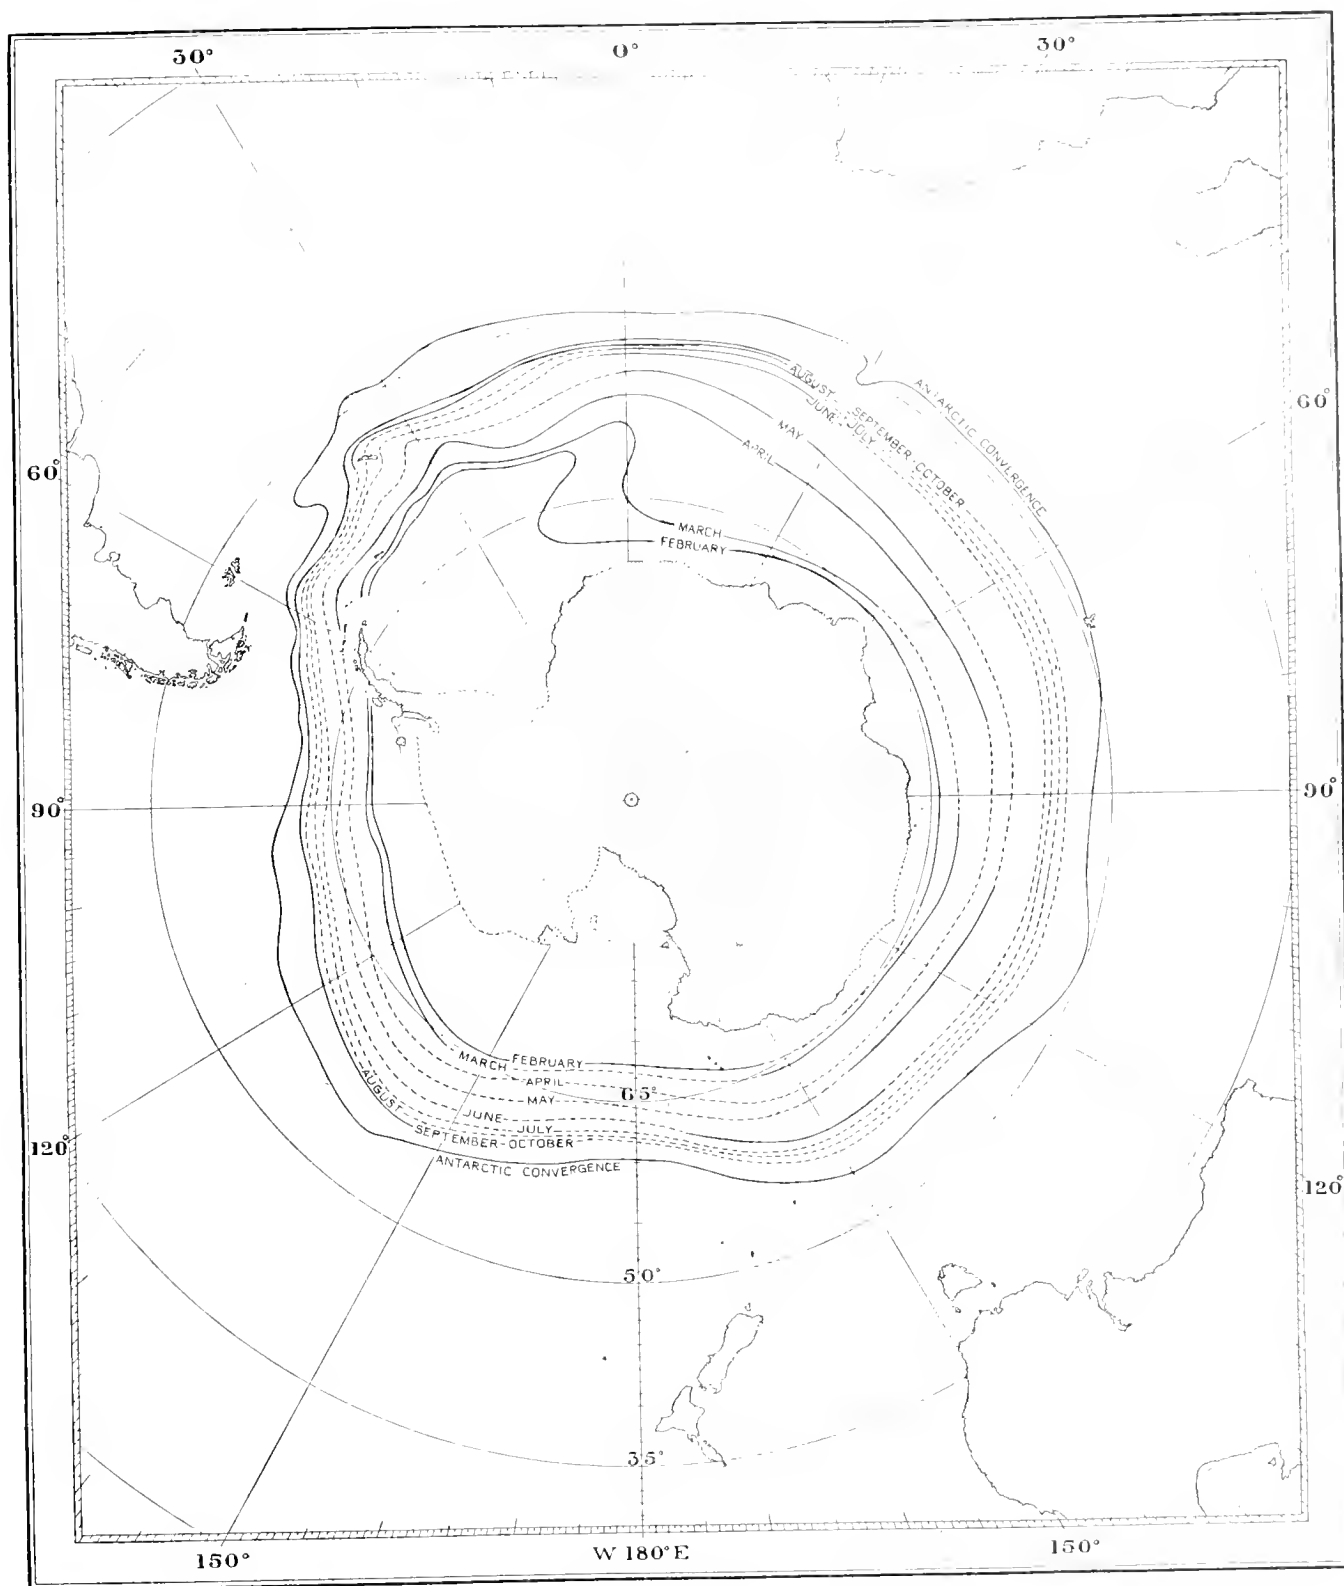 30° 0° 30°
60°
60°
ANTARCTIC CONVERGENCE
AUGUST
SEPTEMBER-OCTOBER
JUNE
JULY
MAY
APRIL
MARCH
FEBRUARY
90° 90°
MARCH FEBRUARY
APRIL
65°
MAY
AUGUST
JUNE
JULY
SEPTEMBER-OCTOBER
ANTARCTIC CONVERGENCE
120°
120°
50°
35°
150° W 180°E 150°